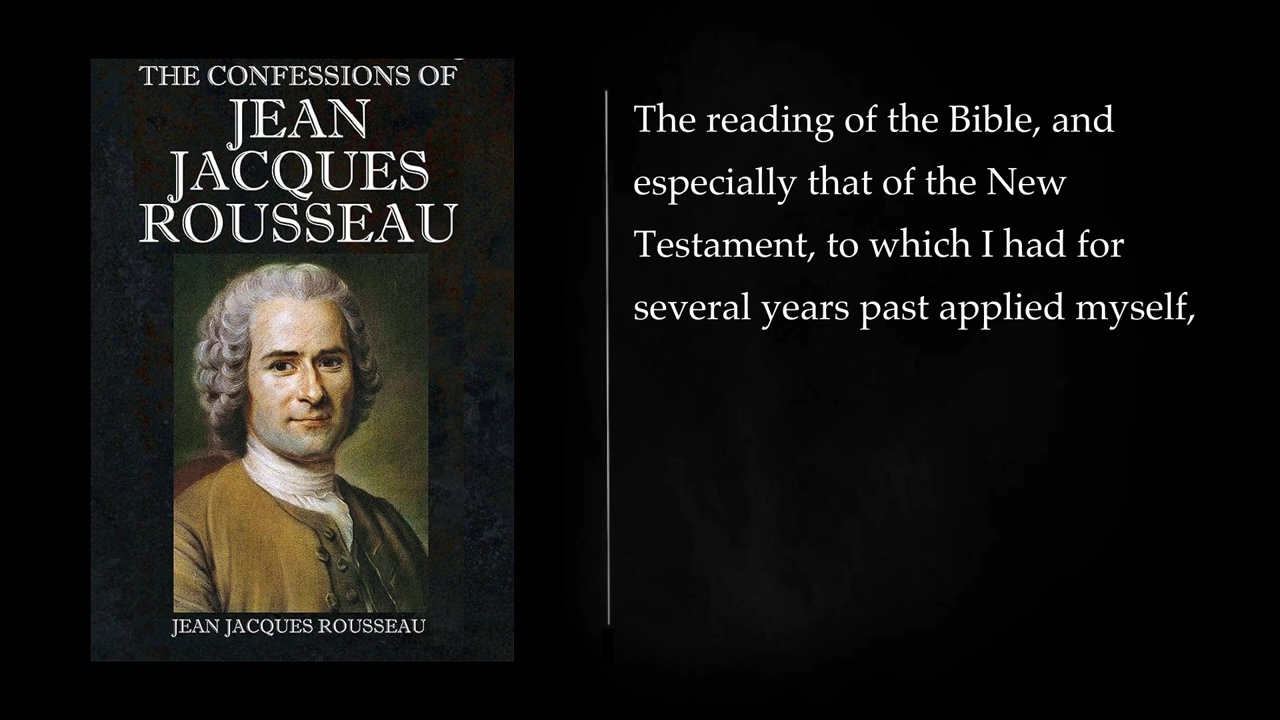 THE CONFESSIONS OF
JEAN
JACQUES
ROUSSEAU
JEAN JACQUES ROUSSEAU
The reading of the Bible, and
especially that of the New
Testament, to which I had for
several years past applied myself,